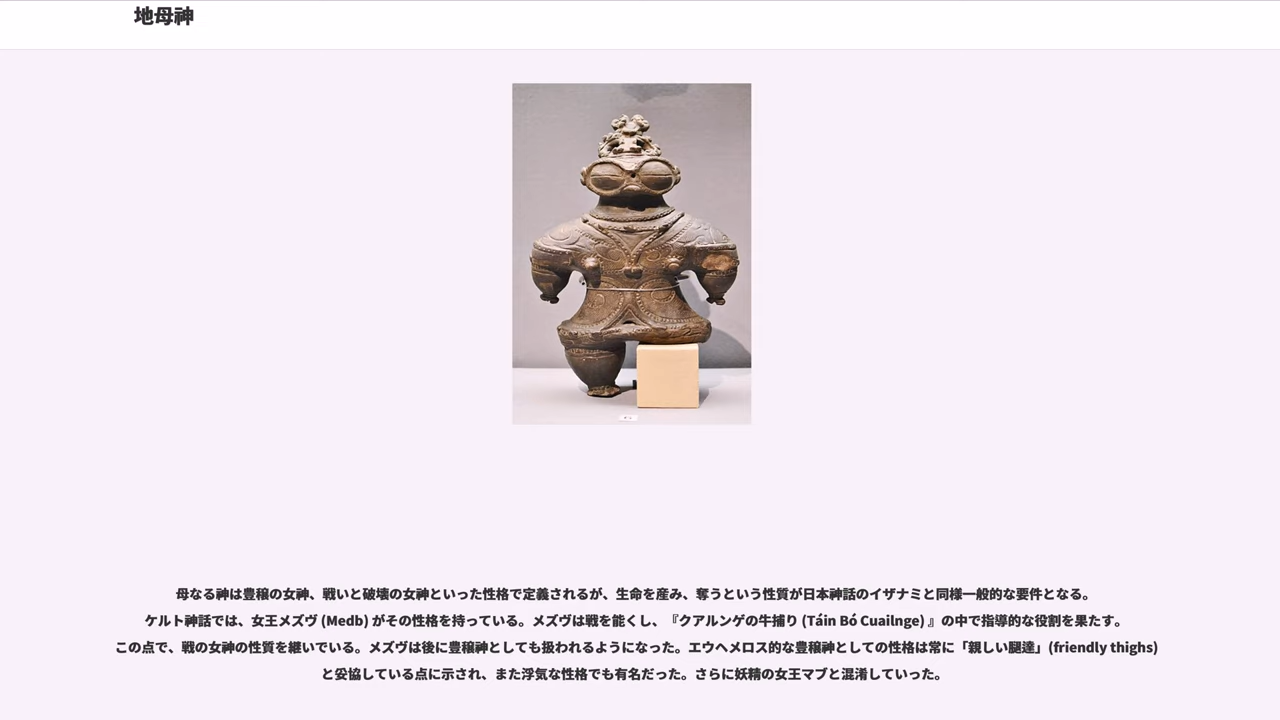 地母神
母なる神は豊穣の女神、戦いと破壊の女神といった性格で定義されるが、生命を産み、奪うという性質が日本神話のイザナミと同様一般的な要件となる。
ケルト神話では、女王メズヴ (Medb) がその性格を持っている。メズヴは戦を能くし、『クアルンゲの牛捕り (Táin Bó Cuailnge) 』の中で指導的な役割を果たす。
この点で、戦の女神の性質を継いでいる。メズヴは後に豊穣神としても扱われるようになった。エウヘメロス的な豊穣神としての性格は常に「親しい腿達」(friendly thighs)
と妥協している点に示され、また浮気な性格でも有名だった。さらに妖精の女王マブと混淆していった。